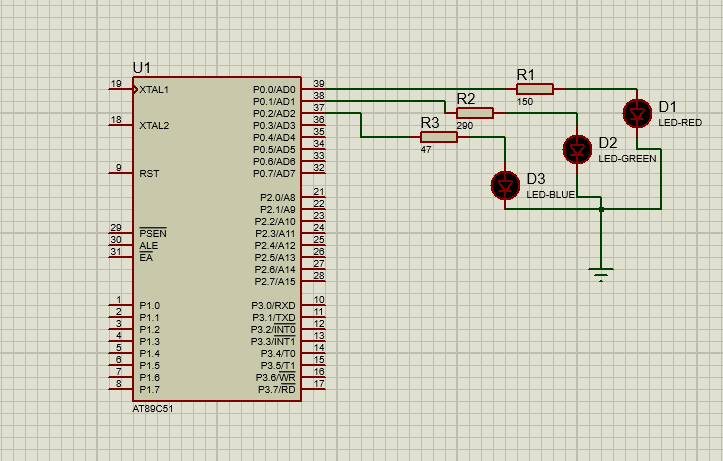 U1
19 XTAL1
18 XTAL2
9 RST
29 PSEN
30 ALE
31 EA
1 P1.0
2 P1.1
3 P1.2
4 P1.3
5 P1.4
6 P1.5
7 P1.6
8 P1.7
P0.0/AD0 39
P0.1/AD1 38
P0.2/AD2 37
P0.3/AD3 36
P0.4/AD4 35
P0.5/AD5 34
P0.6/AD6 33
P0.7/AD7 32
P2.0/A8 21
P2.1/A9 22
P2.2/A10 23
P2.3/A11 24
P2.4/A12 25
P2.5/A13 26
P2.6/A14 27
P2.7/A15 28
P3.0/RXD 10
P3.1/TXD 11
P3.2/INT0 12
P3.3/INT1 13
P3.4/T0 14
P3.5/T1 15
P3.6/WR 16
P3.7/RD 17
AT89C51
R1
150
R2
290
R3
47
D1
LED-RED
D2
LED-GREEN
D3
LED-BLUE